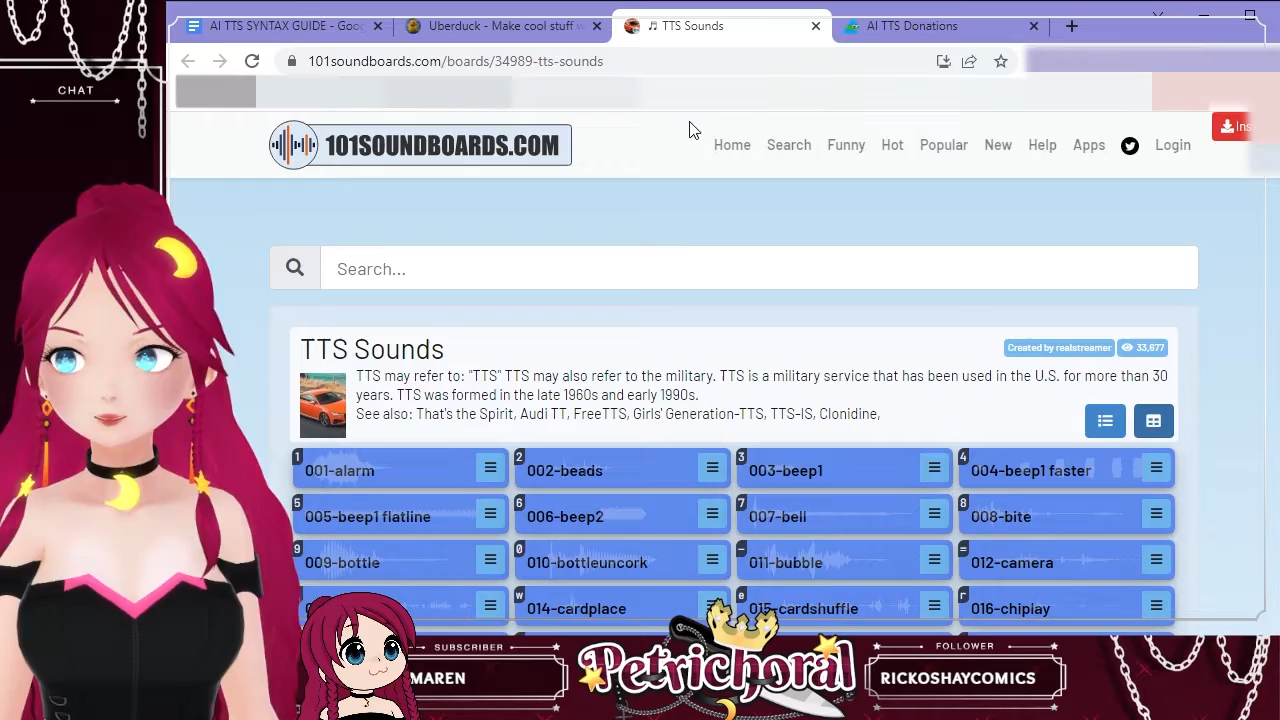 AI TTS SYNTAX GUIDE - Goo
Uberduck - Make cool stuff w
TTS Sounds
AI TTS Donations
101soundboards.com/boards/34989-tts-sounds
CHAT
101SOUNDBOARDS.COM
Home
Search
Funny
Hot
Popular
New
Help
Apps
Login
Ins
Search...
TTS Sounds
Created by realstreamer
33,677
TTS may refer to: "TTS" TTS may also refer to the military. TTS is a military service that has been used in the U.S. for more than 30
years. TTS was formed in the late 1960s and early 1990s.
See also: That's the Spirit, Audi TT, FreeTTS, Girls' Generation-TTS, TTS-IS, Clonidine,
1 001-alarm
2 002-beads
3 003-beep1
4 004-beep1 faster
5 005-beep1 flatline
6 006-beep2
7 007-bell
8 008-bite
9 009-bottle
0 010-bottleuncork
- 011-bubble
= 012-camera
w 014-cardplace
e 015-cardshuffle
r 016-chiplay
SUBSCRIBER
MAREN
Petrichoral
FOLLOWER
RICKOSHAYCOMICS